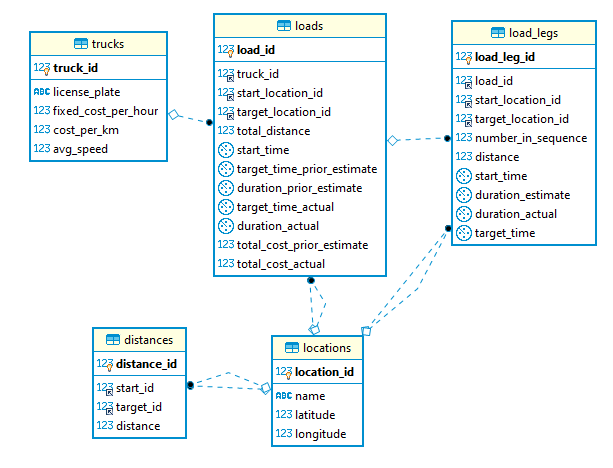 trucks
truck_id
license_plate
fixed_cost_per_hour
cost_per_km
avg_speed
loads
load_id
truck_id
start_location_id
target_location_id
total_distance
start_time
target_time_prior_estimate
duration_prior_estimate
target_time_actual
duration_actual
total_cost_prior_estimate
total_cost_actual
load_legs
load_leg_id
load_id
start_location_id
target_location_id
number_in_sequence
distance
start_time
duration_estimate
duration_actual
target_time
distances
distance_id
start_id
target_id
distance
locations
location_id
name
latitude
longitude